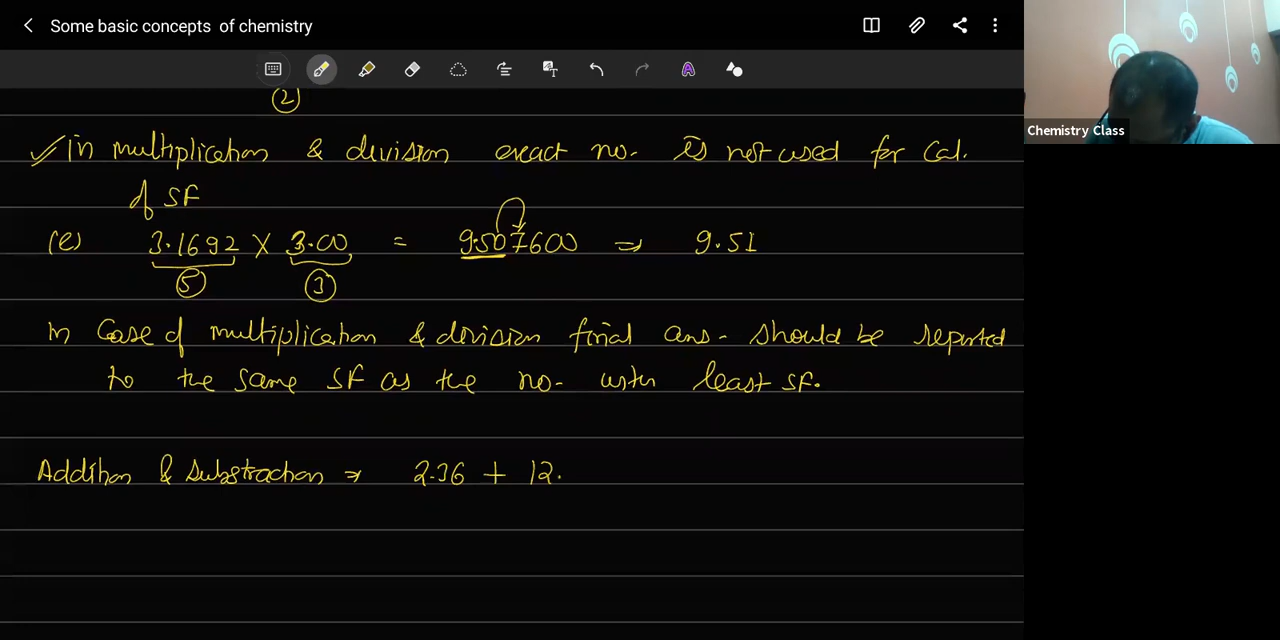 Some basic concepts of chemistry
Chemistry Class
2
✓ In multiplication & division exact no. is not used for Cal.
of SF
(e) 3.1692 × 3.00 = 9.507600 ⇒ 9.51
5 3
In Case of multiplication & division final ans. should be reported
to the same SF as the no. with least SF.
Addition & Substraction ⇒ 2.36 + 12.